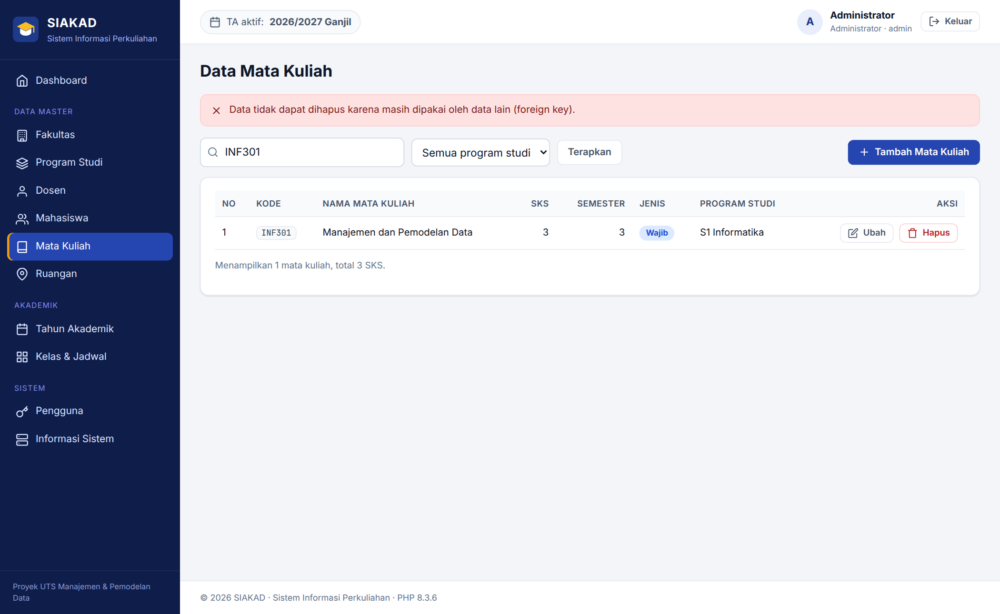 SIAKAD
Sistem Informasi Perkuliahan
Dashboard
DATA MASTER
Fakultas
Program Studi
Dosen
Mahasiswa
Mata Kuliah
Ruangan
AKADEMIK
Tahun Akademik
Kelas & Jadwal
SISTEM
Pengguna
Informasi Sistem
Proyek UTS Manajemen & Pemodelan
Data
TA aktif: 2026/2027 Ganjil
A
Administrator
Administrator · admin
Keluar
Data Mata Kuliah
Data tidak dapat dihapus karena masih dipakai oleh data lain (foreign key).
INF301
Semua program studi
Terapkan
Tambah Mata Kuliah
NO KODE NAMA MATA KULIAH SKS SEMESTER JENIS PROGRAM STUDI AKSI
1 INF301 Manajemen dan Pemodelan Data 3 3 Wajib S1 Informatika Ubah Hapus
Menampilkan 1 mata kuliah, total 3 SKS.
© 2026 SIAKAD · Sistem Informasi Perkuliahan · PHP 8.3.6